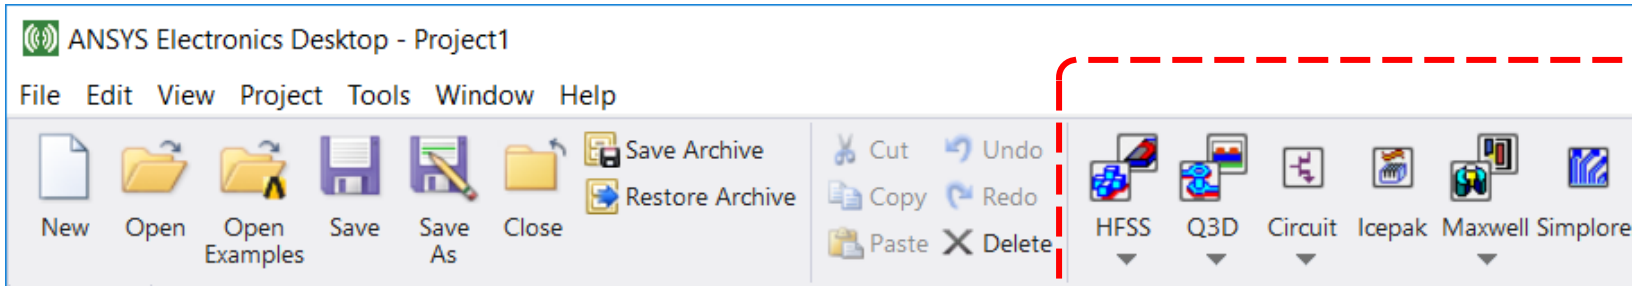 ANSYS Electronics Desktop - Project1
File Edit View Project Tools Window Help
New Open Open Examples Save Save As Close
Save Archive
Restore Archive
Cut Undo
Copy Redo
Paste Delete
HFSS Q3D Circuit Icepak Maxwell Simplore